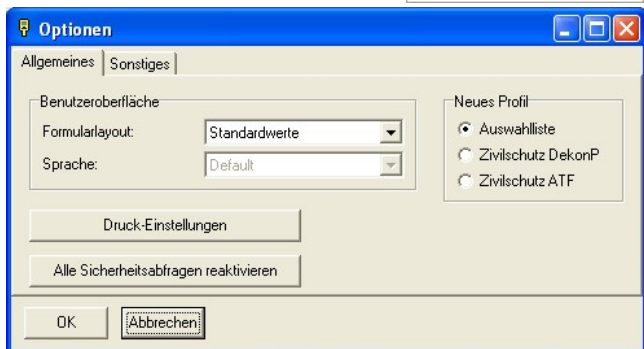 Optionen
Allgemeines
Sonstiges
Benutzeroberfläche
Formularlayout:
Standardwerte
Sprache:
Default
Neues Profil
Auswahlliste
Zivilschutz DekonP
Zivilschutz ATF
Druck-Einstellungen
Alle Sicherheitsabfragen reaktivieren
OK
Abbrechen